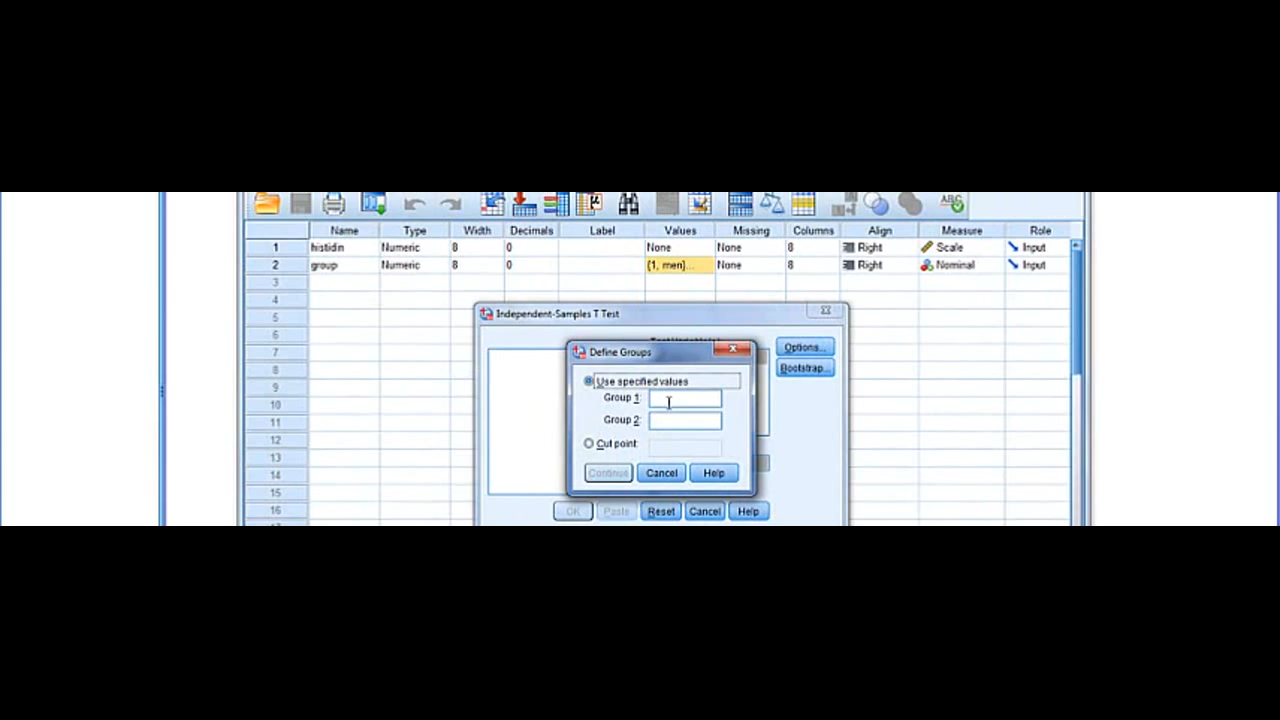 ABC
Name Type Width Decimals Label Values Missing Columns Align Measure Role
1 histidin Numeric 8 0 None None 8 Right Scale Input
2 group Numeric 8 0 {1, men}... None 8 Right Nominal Input
3
4
5
6
7
8
9
10
11
12
13
14
15
16
Independent-Samples T Test
Options...
Bootstrap...
Define Groups
Use specified values
Group 1:
Group 2:
Cut point:
Continue Cancel Help
OK Paste Reset Cancel Help